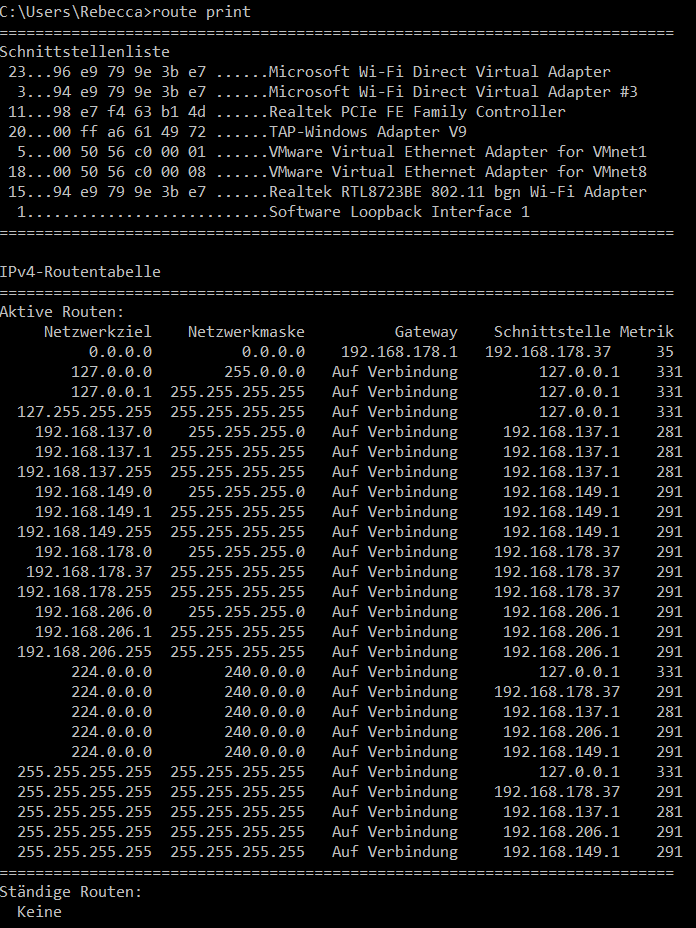 C:\Users\Rebecca>route print
===========================================================================
Schnittstellenliste
 23...96 e9 79 9e 3b e7 ......Microsoft Wi-Fi Direct Virtual Adapter
  3...94 e9 79 9e 3b e7 ......Microsoft Wi-Fi Direct Virtual Adapter #3
 11...98 e7 f4 63 b1 4d ......Realtek PCIe FE Family Controller
 20...00 ff a6 61 49 72 ......TAP-Windows Adapter V9
  5...00 50 56 c0 00 01 ......VMware Virtual Ethernet Adapter for VMnet1
 18...00 50 56 c0 00 08 ......VMware Virtual Ethernet Adapter for VMnet8
 15...94 e9 79 9e 3b e7 ......Realtek RTL8723BE 802.11 bgn Wi-Fi Adapter
  1...........................Software Loopback Interface 1
===========================================================================
IPv4-Routentabelle
===========================================================================
Aktive Routen:
     Netzwerkziel    Netzwerkmaske          Gateway    Schnittstelle Metrik
          0.0.0.0          0.0.0.0    192.168.178.1   192.168.178.37     35
        127.0.0.0        255.0.0.0   Auf Verbindung         127.0.0.1    331
        127.0.0.1  255.255.255.255   Auf Verbindung         127.0.0.1    331
  127.255.255.255  255.255.255.255   Auf Verbindung         127.0.0.1    331
    192.168.137.0    255.255.255.0   Auf Verbindung     192.168.137.1    281
    192.168.137.1  255.255.255.255   Auf Verbindung     192.168.137.1    281
  192.168.137.255  255.255.255.255   Auf Verbindung     192.168.137.1    281
    192.168.149.0    255.255.255.0   Auf Verbindung     192.168.149.1    291
    192.168.149.1  255.255.255.255   Auf Verbindung     192.168.149.1    291
  192.168.149.255  255.255.255.255   Auf Verbindung     192.168.149.1    291
    192.168.178.0    255.255.255.0   Auf Verbindung    192.168.178.37    291
   192.168.178.37  255.255.255.255   Auf Verbindung    192.168.178.37    291
  192.168.178.255  255.255.255.255   Auf Verbindung    192.168.178.37    291
    192.168.206.0    255.255.255.0   Auf Verbindung     192.168.206.1    291
    192.168.206.1  255.255.255.255   Auf Verbindung     192.168.206.1    291
  192.168.206.255  255.255.255.255   Auf Verbindung     192.168.206.1    291
        224.0.0.0        240.0.0.0   Auf Verbindung         127.0.0.1    331
        224.0.0.0        240.0.0.0   Auf Verbindung    192.168.178.37    291
        224.0.0.0        240.0.0.0   Auf Verbindung     192.168.137.1    281
        224.0.0.0        240.0.0.0   Auf Verbindung     192.168.206.1    291
        224.0.0.0        240.0.0.0   Auf Verbindung     192.168.149.1    291
  255.255.255.255  255.255.255.255   Auf Verbindung         127.0.0.1    331
  255.255.255.255  255.255.255.255   Auf Verbindung    192.168.178.37    291
  255.255.255.255  255.255.255.255   Auf Verbindung     192.168.137.1    281
  255.255.255.255  255.255.255.255   Auf Verbindung     192.168.206.1    291
  255.255.255.255  255.255.255.255   Auf Verbindung     192.168.149.1    291
===========================================================================
Ständige Routen:
  Keine